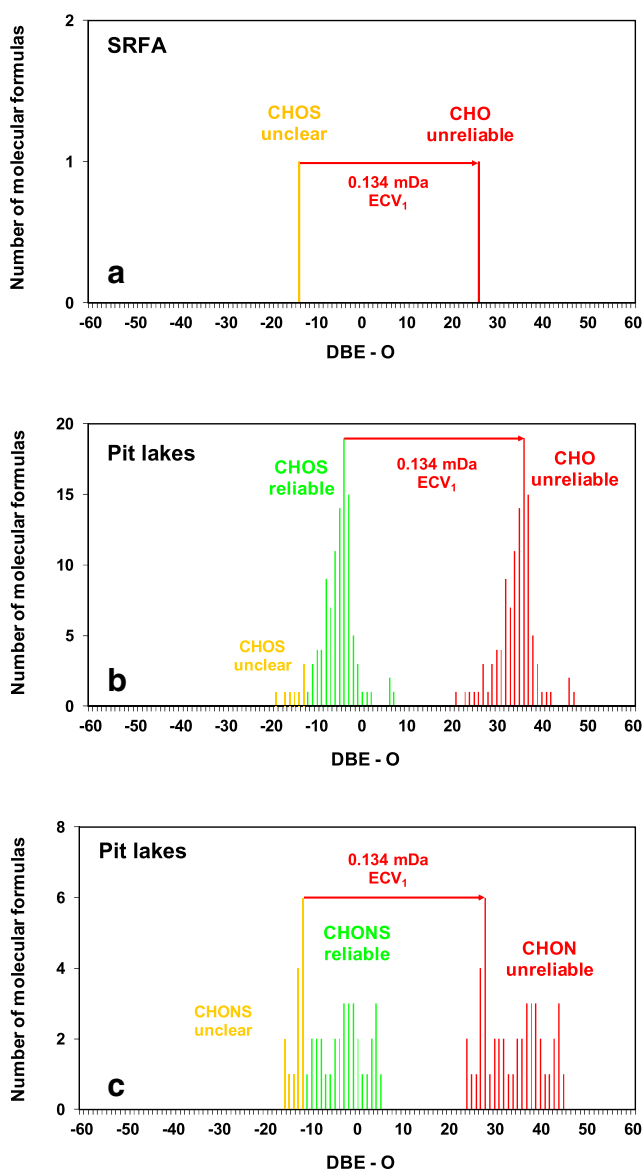 SRFA
Number of molecular formulas
2
1
0
CHOS
unclear
CHO
unreliable
0.134 mDa
ECV1
a
-60 -50 -40 -30 -20 -10 0 10 20 30 40 50 60
DBE - O
Pit lakes
Number of molecular formulas
20
15
10
5
0
CHOS
reliable
0.134 mDa
ECV1
CHO
unreliable
CHOS
unclear
b
-60 -50 -40 -30 -20 -10 0 10 20 30 40 50 60
DBE - O
Pit lakes
Number of molecular formulas
8
6
4
2
0
0.134 mDa
ECV1
CHONS
reliable
CHON
unreliable
CHONS
unclear
c
-60 -50 -40 -30 -20 -10 0 10 20 30 40 50 60
DBE - O